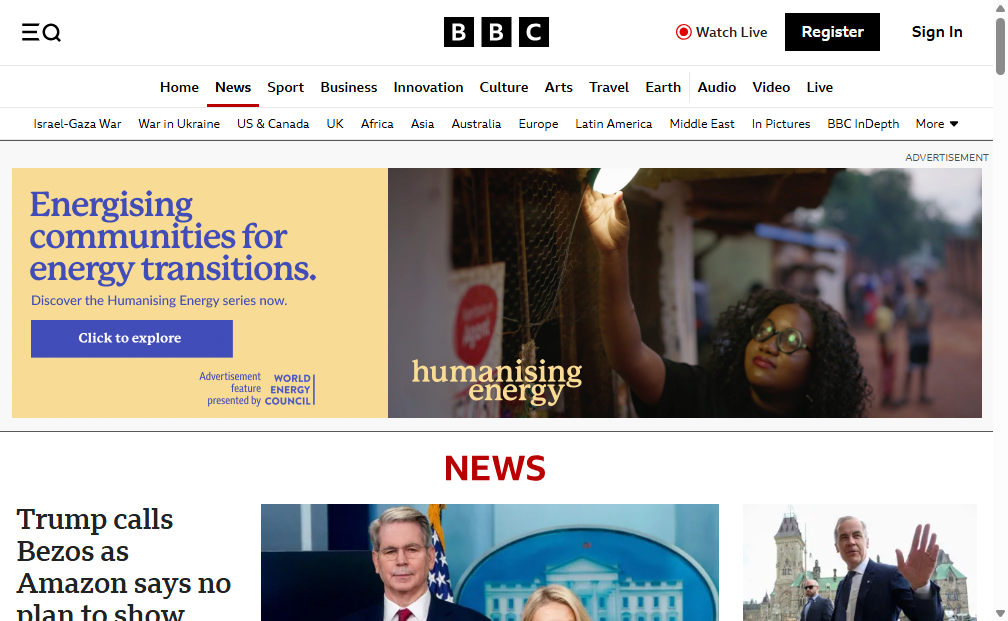 BBC
Watch Live
Register
Sign In
Home News Sport Business Innovation Culture Arts Travel Earth Audio Video Live
Israel-Gaza War War in Ukraine US & Canada UK Africa Asia Australia Europe Latin America Middle East In Pictures BBC InDepth More
ADVERTISEMENT
Energising
communities for
energy transitions.
Discover the Humanising Energy series now.
Click to explore
Advertisement
feature
presented by
WORLD
ENERGY
COUNCIL
humanising
energy
NEWS
Trump calls
Bezos as
Amazon says no
plan to show